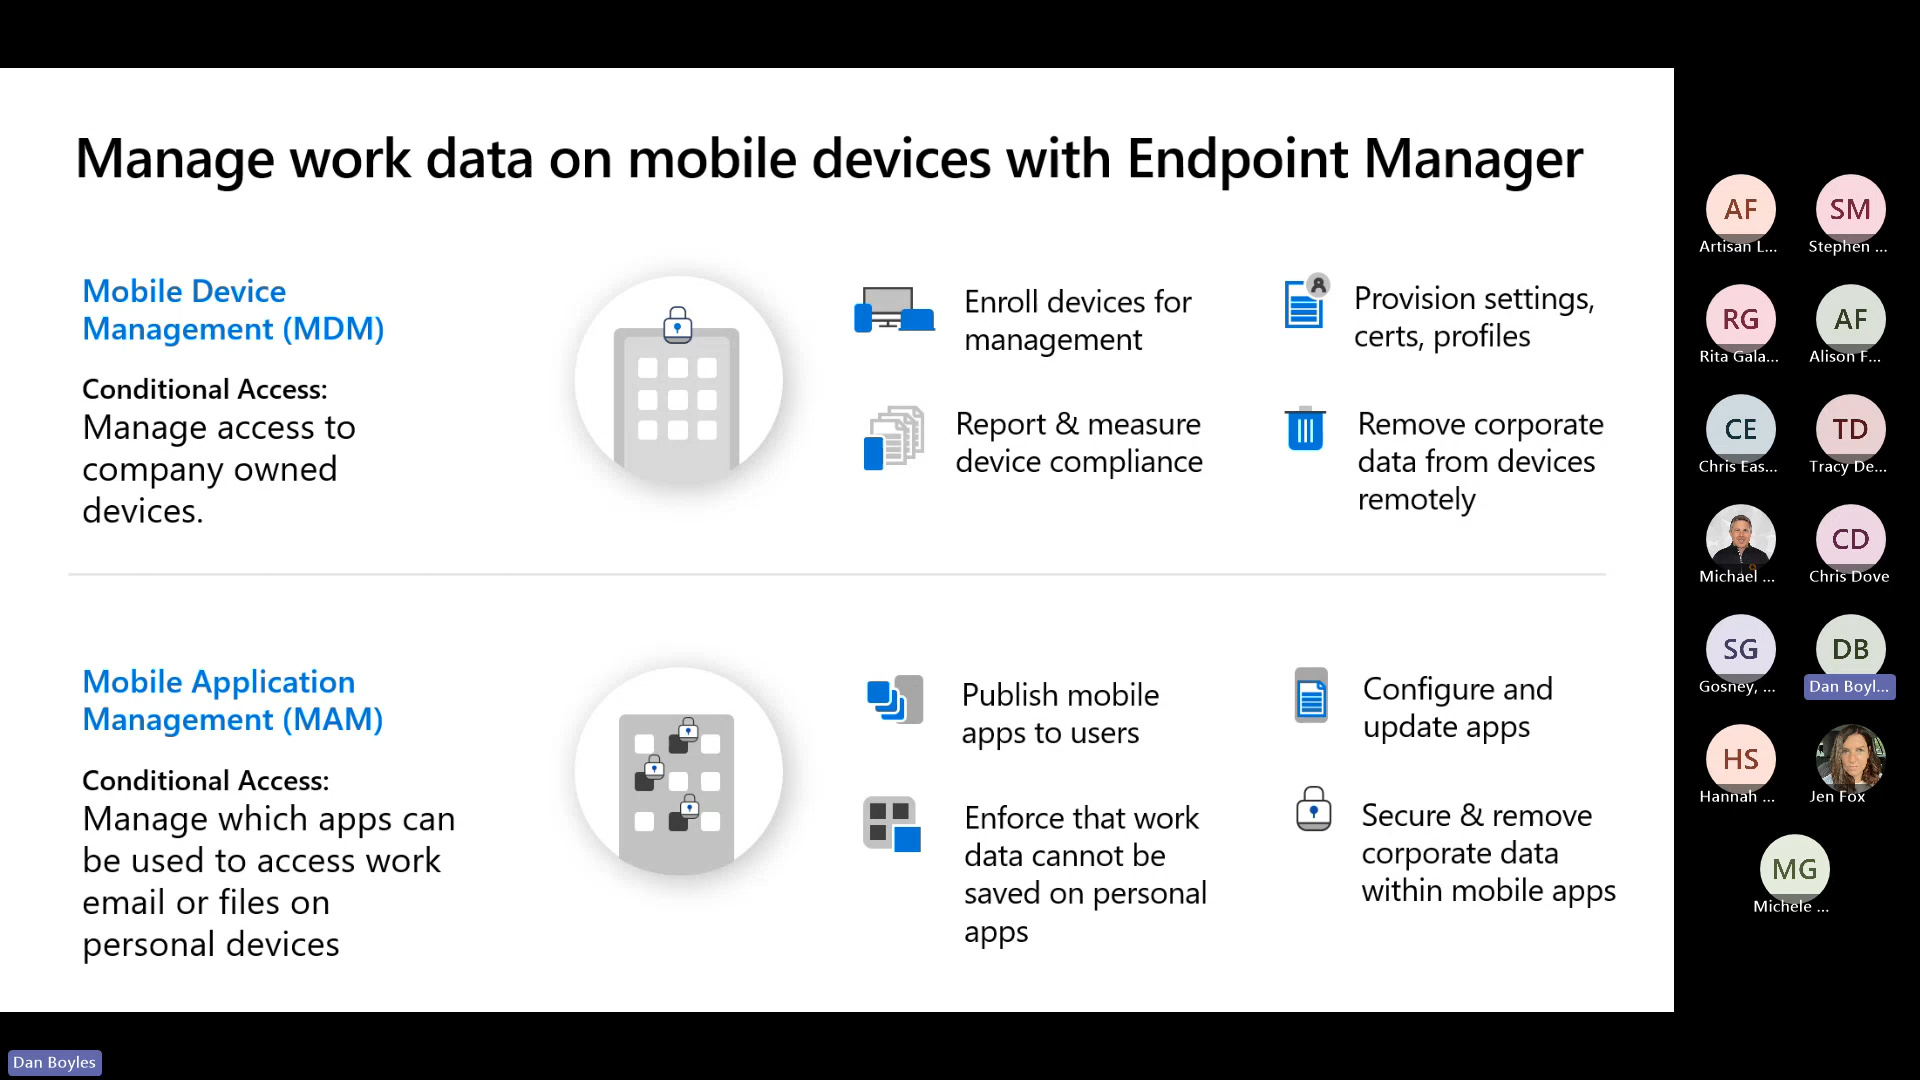 Manage work data on mobile devices with Endpoint Manager
Mobile Device
Management (MDM)
Conditional Access:
Manage access to
company owned
devices.
Enroll devices for
management
Provision settings,
certs, profiles
Report & measure
device compliance
Remove corporate
data from devices
remotely
Mobile Application
Management (MAM)
Conditional Access:
Manage which apps can
be used to access work
email or files on
personal devices
Publish mobile
apps to users
Configure and
update apps
Enforce that work
data cannot be
saved on personal
apps
Secure & remove
corporate data
within mobile apps
AF
Artisan L...
SM
Stephen ...
RG
Rita Gala...
AF
Alison F...
CE
Chris Eas...
TD
Tracy De...
Michael ...
CD
Chris Dove
SG
Gosney, ...
DB
Dan Boyl...
HS
Hannah ...
Jen Fox
MG
Michele ...
Dan Boyles